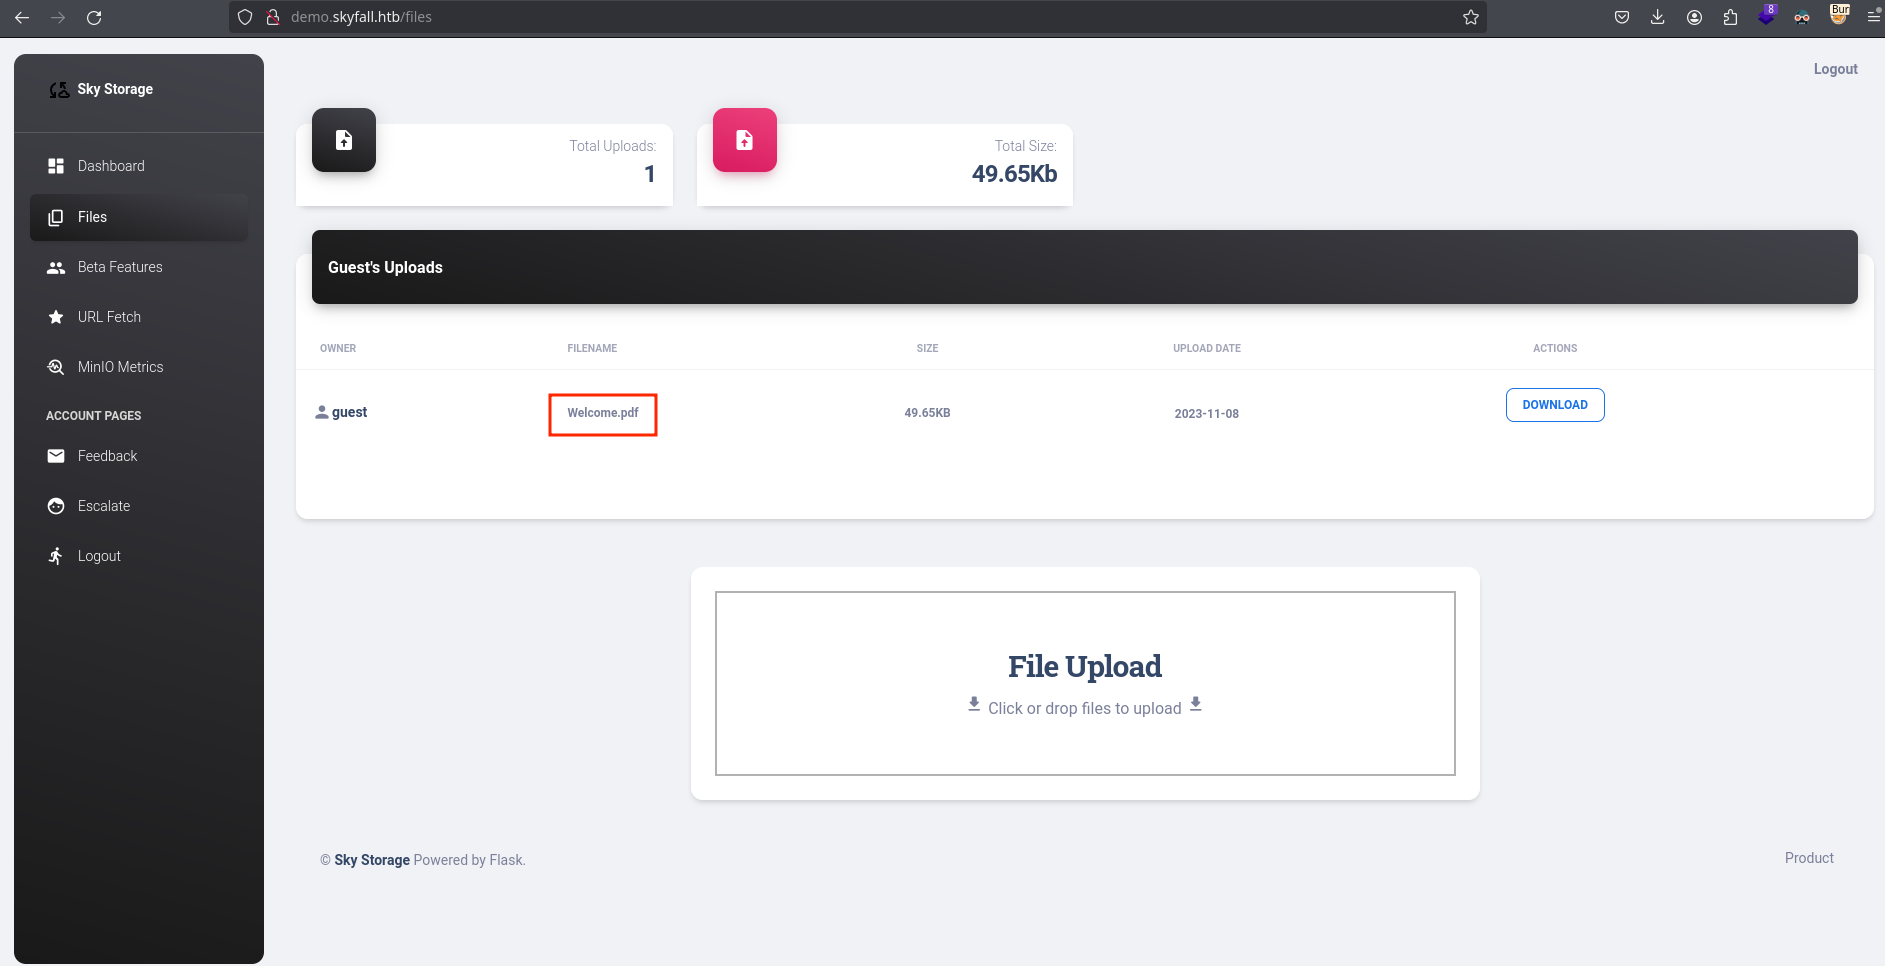 demo.skyfall.htb/files
8
Bur
Sky Storage
Logout
Dashboard
Files
Beta Features
URL Fetch
MinIO Metrics
ACCOUNT PAGES
Feedback
Escalate
Logout
Total Uploads:
1
Total Size:
49.65Kb
Guest's Uploads
OWNER FILENAME SIZE UPLOAD DATE ACTIONS
guest Welcome.pdf 49.65KB 2023-11-08 DOWNLOAD
File Upload
Click or drop files to upload
© Sky Storage Powered by Flask.
Product